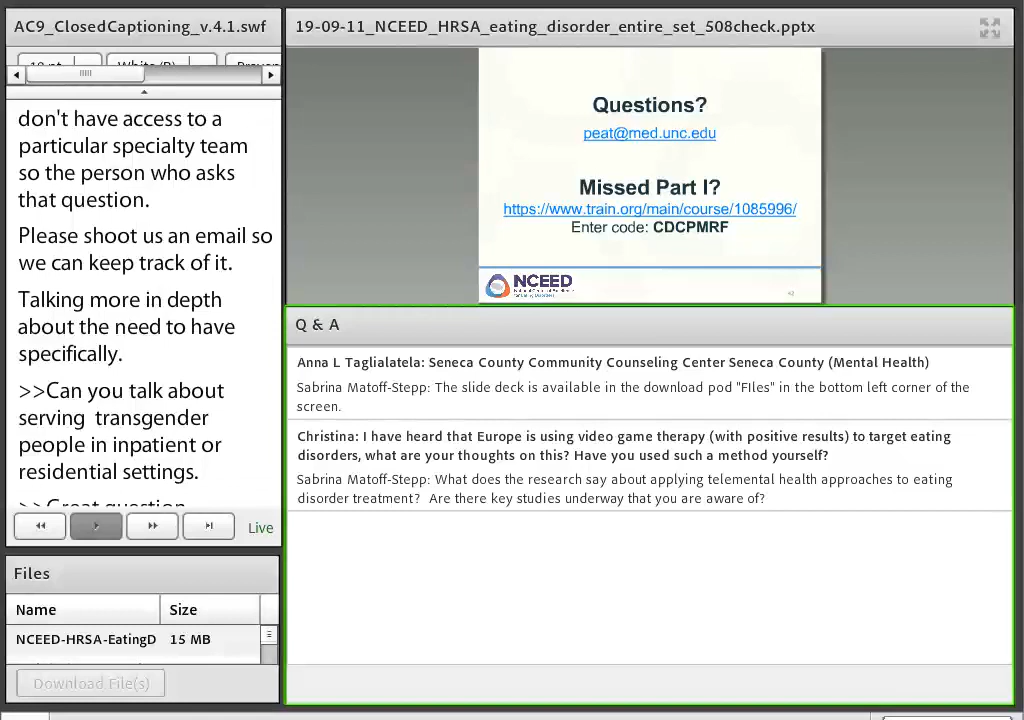 AC9_ClosedCaptioning_v.4.1.swf
don't have access to a
particular specialty team
so the person who asks
that question.
Please shoot us an email so
we can keep track of it.
Talking more in depth
about the need to have
specifically.
>>Can you talk about
serving transgender
people in inpatient or
residential settings.
>>Great question
Live
Files
Name Size
NCEED-HRSA-EatingD 15 MB
Download File(s)
19-09-11_NCEED_HRSA_eating_disorder_entire_set_508check.pptx
Questions?
peat@med.unc.edu
Missed Part I?
https://www.train.org/main/course/1085996/
Enter code: CDCPMRF
NCEED
Q & A
Anna L Taglialatela: Seneca County Community Counseling Center Seneca County (Mental Health)
Sabrina Matoff-Stepp: The slide deck is available in the download pod "FIles" in the bottom left corner of the
screen.
Christina: I have heard that Europe is using video game therapy (with positive results) to target eating
disorders, what are your thoughts on this? Have you used such a method yourself?
Sabrina Matoff-Stepp: What does the research say about applying telemental health approaches to eating
disorder treatment? Are there key studies underway that you are aware of?